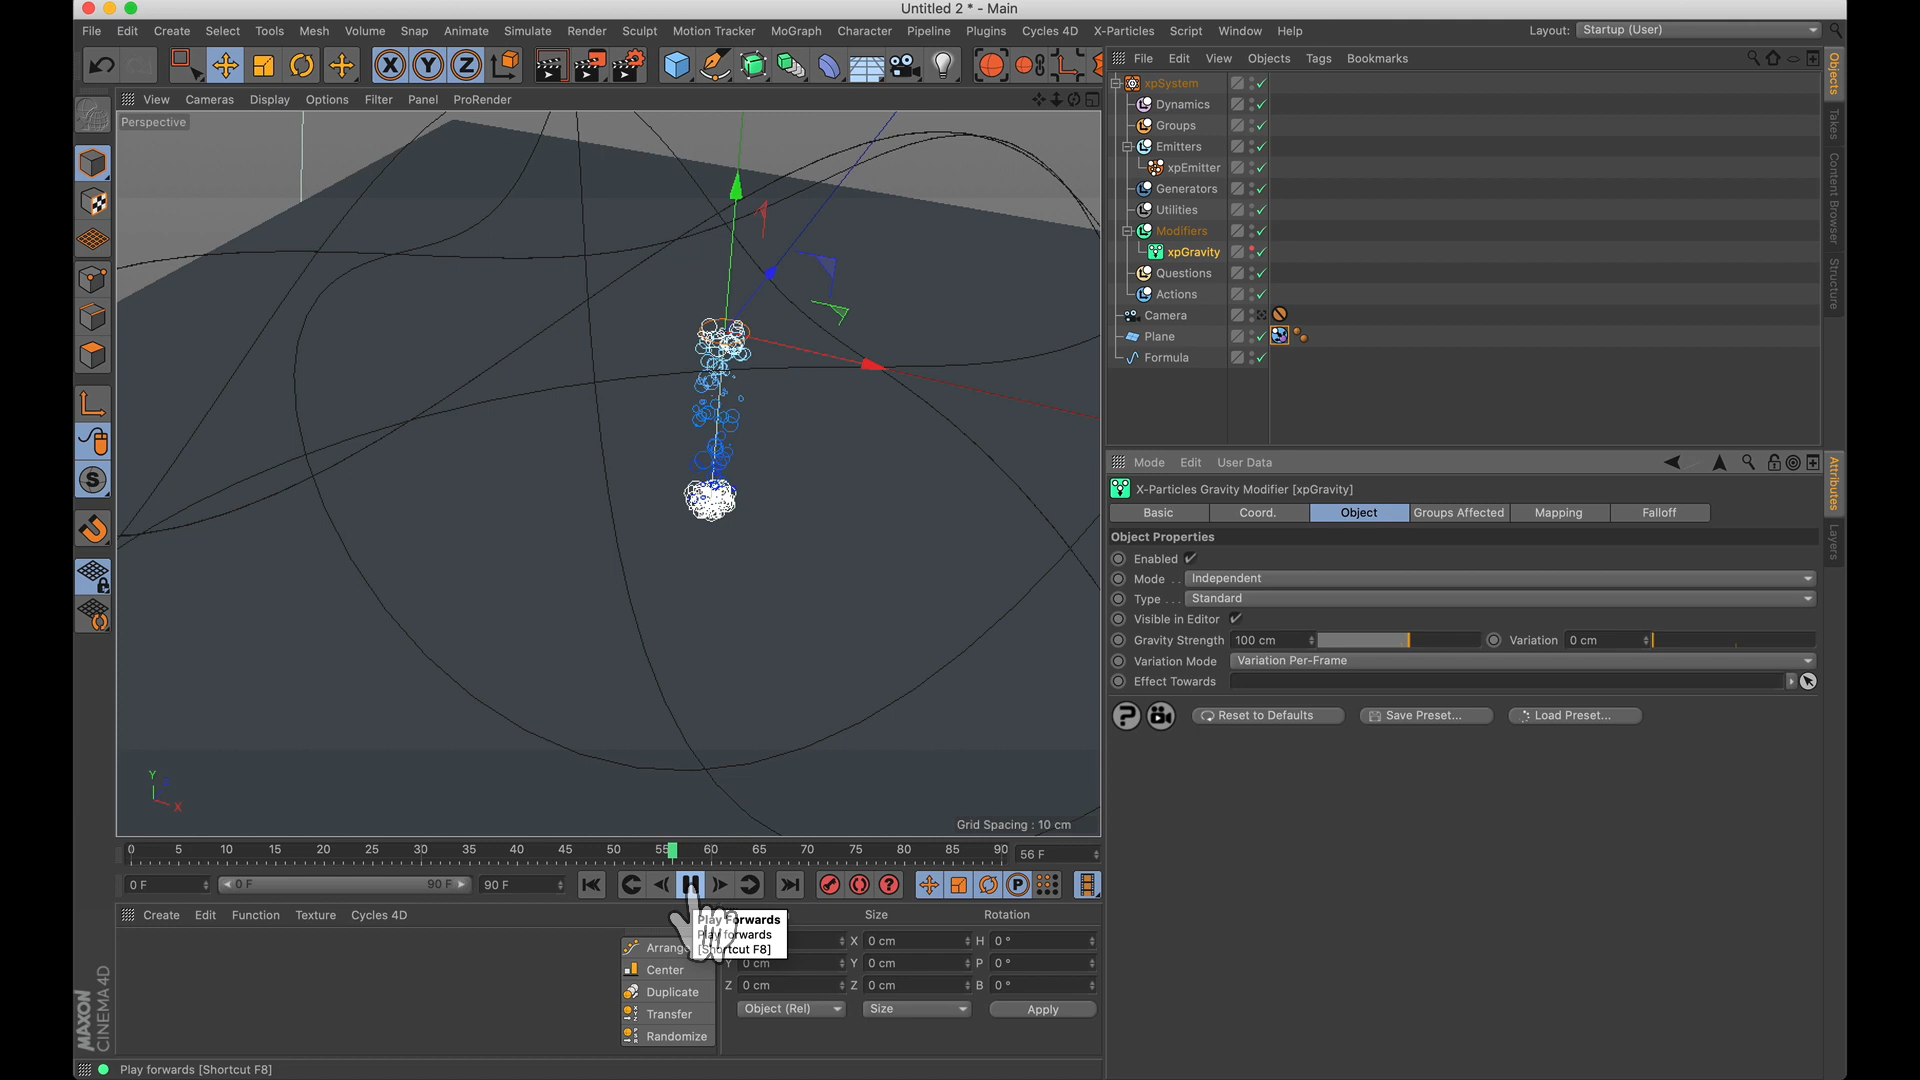 Untitled 2 * - Main
File Edit Create Select Tools Mesh Volume Snap Animate Simulate Render Sculpt Motion Tracker MoGraph Character Pipeline Plugins Cycles 4D X-Particles Script Window Help Layout: Startup (User)
View Cameras Display Options Filter Panel ProRender
Perspective
Grid Spacing : 10 cm
Y
X
0 5 10 15 20 25 30 35 40 45 50 55 60 65 70 75 80 85 90 56 F
0 F 0 F 90 F 90 F
Create Edit Function Texture Cycles 4D
Size Rotation
X 0 cm H 0 °
Y 0 cm Y 0 cm P 0 °
Z 0 cm Z 0 cm B 0 °
Object (Rel) Size Apply
Arrange
Center
Duplicate
Transfer
Randomize
Play Forwards
Play forwards
[Shortcut F8]
MAXON
CINEMA 4D
Play forwards [Shortcut F8]
File Edit View Objects Tags Bookmarks
xpSystem
Dynamics
Groups
Emitters
xpEmitter
Generators
Utilities
Modifiers
xpGravity
Questions
Actions
Camera
Plane
Formula
Objects
Takes
Content Browser
Structure
Mode Edit User Data
X-Particles Gravity Modifier [xpGravity]
Basic Coord. Object Groups Affected Mapping Falloff
Object Properties
Enabled
Mode . . Independent
Type . . . Standard
Visible in Editor
Gravity Strength 100 cm Variation 0 cm
Variation Mode Variation Per-Frame
Effect Towards
Reset to Defaults Save Preset... Load Preset...
Attributes
Layers